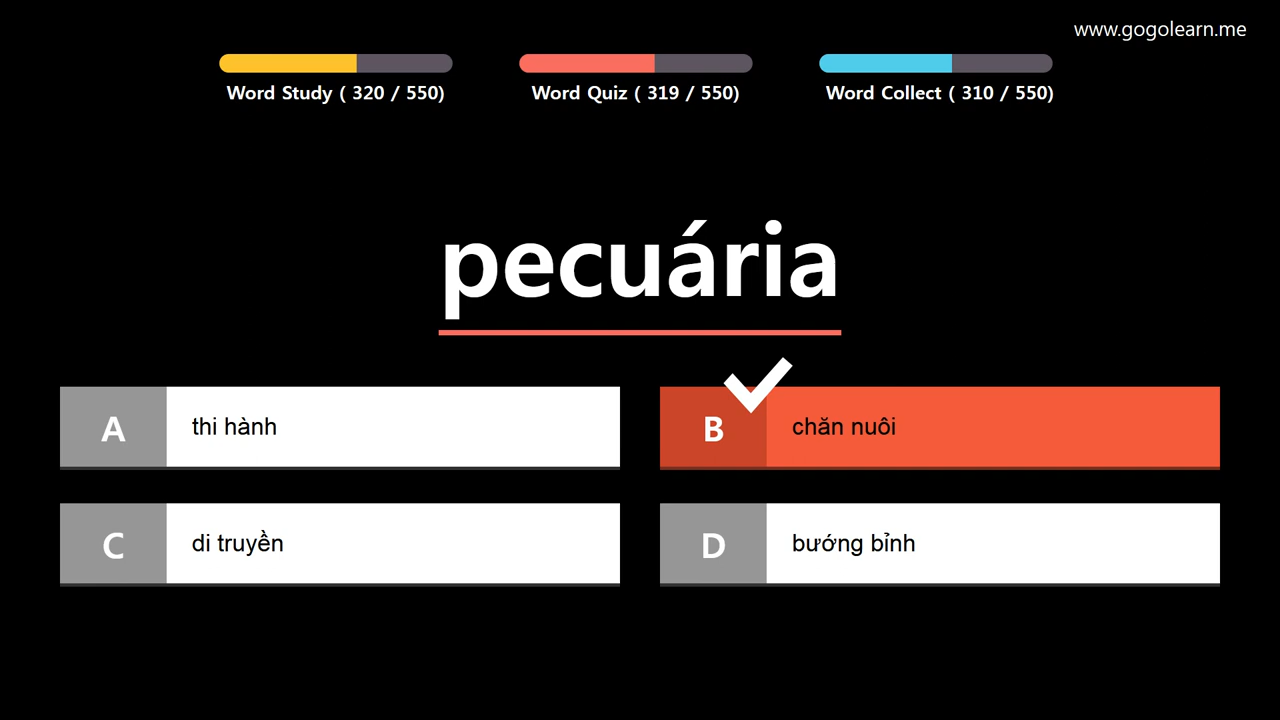 www.gogolearn.me
Word Study ( 320 / 550)
Word Quiz ( 319 / 550)
Word Collect ( 310 / 550)
pecuária
A
thi hành
B
chăn nuôi
C
di truyền
D
bướng bỉnh